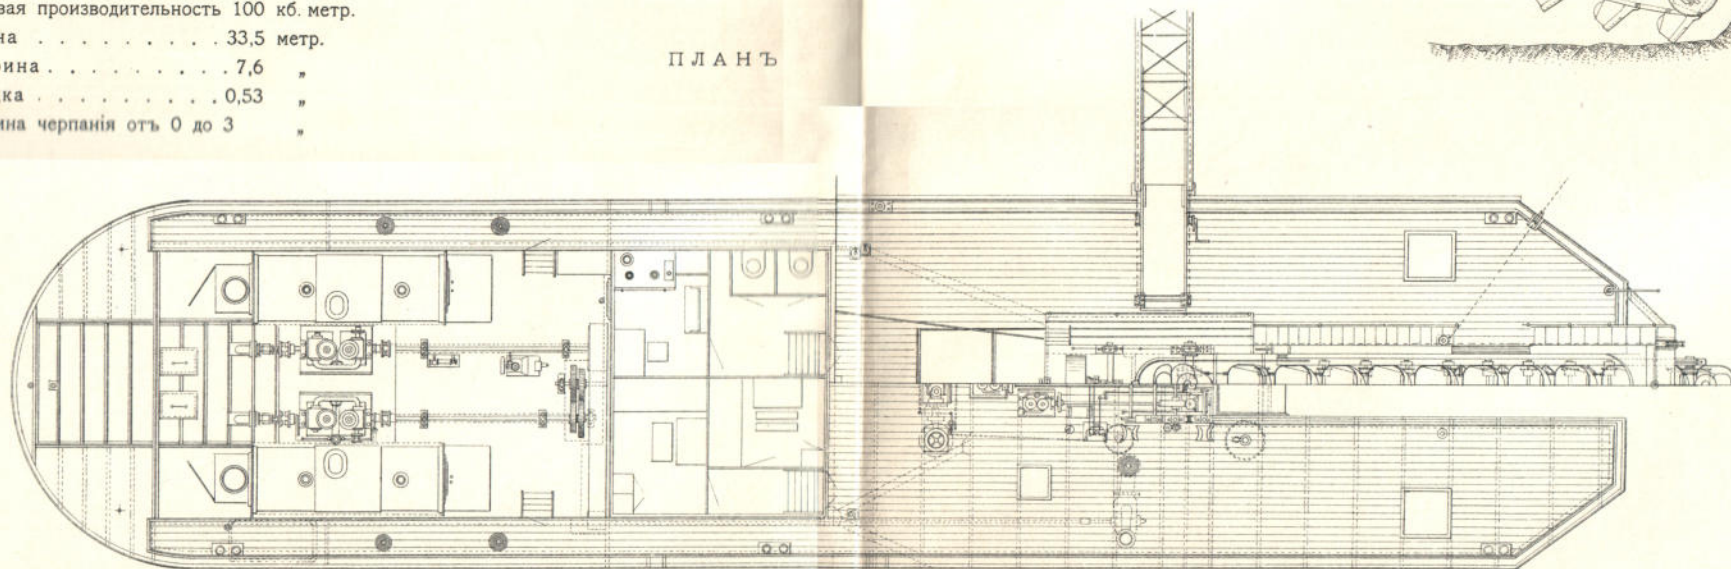 вая производительность 100 кб. метр.
на . . . . . . . . . 33,5 метр.
рина . . . . . . . . . 7,6 „
ка . . . . . . . . . 0,53 „
ина черпанія отъ 0 до 3 „
ПЛАНЪ